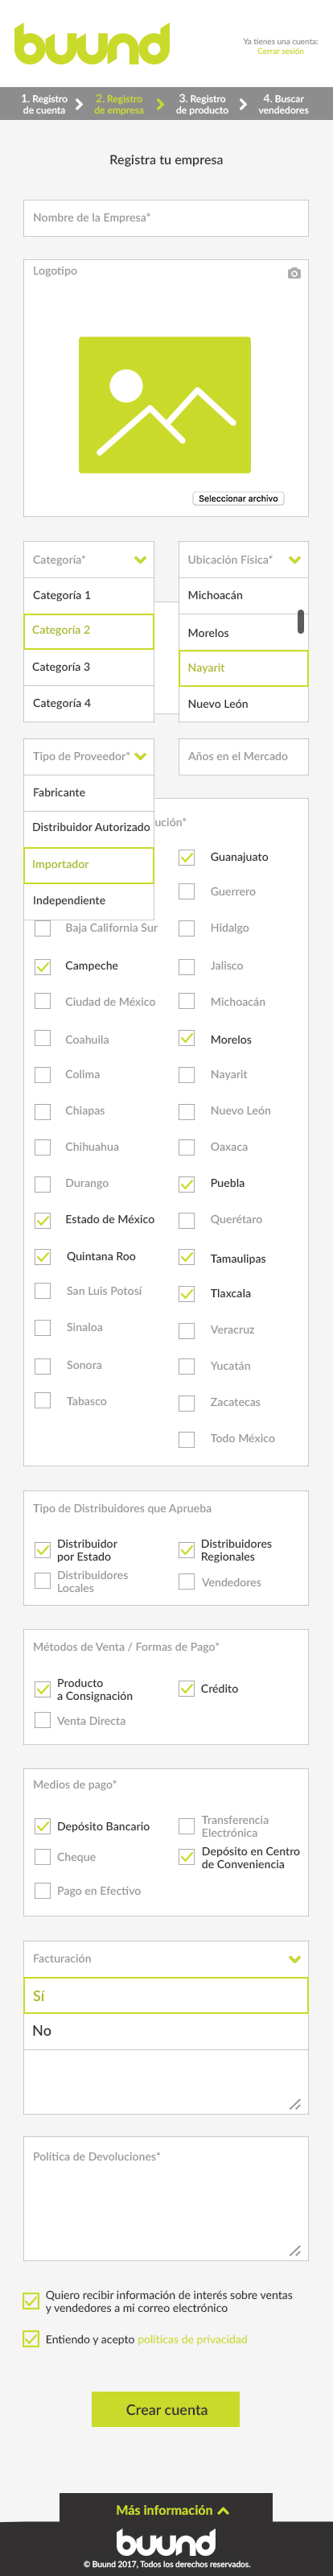 buund
Ya tienes una cuenta:
Cerrar sesión
1. Registro
de cuenta
2. Registro
de empresa
3. Registro
de producto
4. Buscar
vendedores
Registra tu empresa
Nombre de la Empresa*
Logotipo
Seleccionar archivo
Categoría*
Categoría 1
Categoría 2
Categoría 3
Categoría 4
Ubicación Física*
Michoacán
Morelos
Nayarit
Nuevo León
Tipo de Proveedor*
Fabricante
Distribuidor Autorizado
Importador
Independiente
Años en el Mercado
ución*
Guanajuato
Guerrero
Baja California Sur
Hidalgo
Campeche
Jalisco
Ciudad de México
Michoacán
Coahuila
Morelos
Colima
Nayarit
Chiapas
Nuevo León
Chihuahua
Oaxaca
Durango
Puebla
Estado de México
Querétaro
Quintana Roo
Tamaulipas
San Luis Potosí
Tlaxcala
Sinaloa
Veracruz
Sonora
Yucatán
Tabasco
Zacatecas
Todo México
Tipo de Distribuidores que Aprueba
Distribuidor
por Estado
Distribuidores
Regionales
Distribuidores
Locales
Vendedores
Métodos de Venta / Formas de Pago*
Producto
a Consignación
Crédito
Venta Directa
Medios de pago*
Depósito Bancario
Transferencia
Electrónica
Cheque
Depósito en Centro
de Conveniencia
Pago en Efectivo
Facturación
Sí
No
Política de Devoluciones*
Quiero recibir información de interés sobre ventas
y vendedores a mi correo electrónico
Entiendo y acepto políticas de privacidad
Crear cuenta
Más información
buund
© Buund 2017, Todos los derechos reservados.